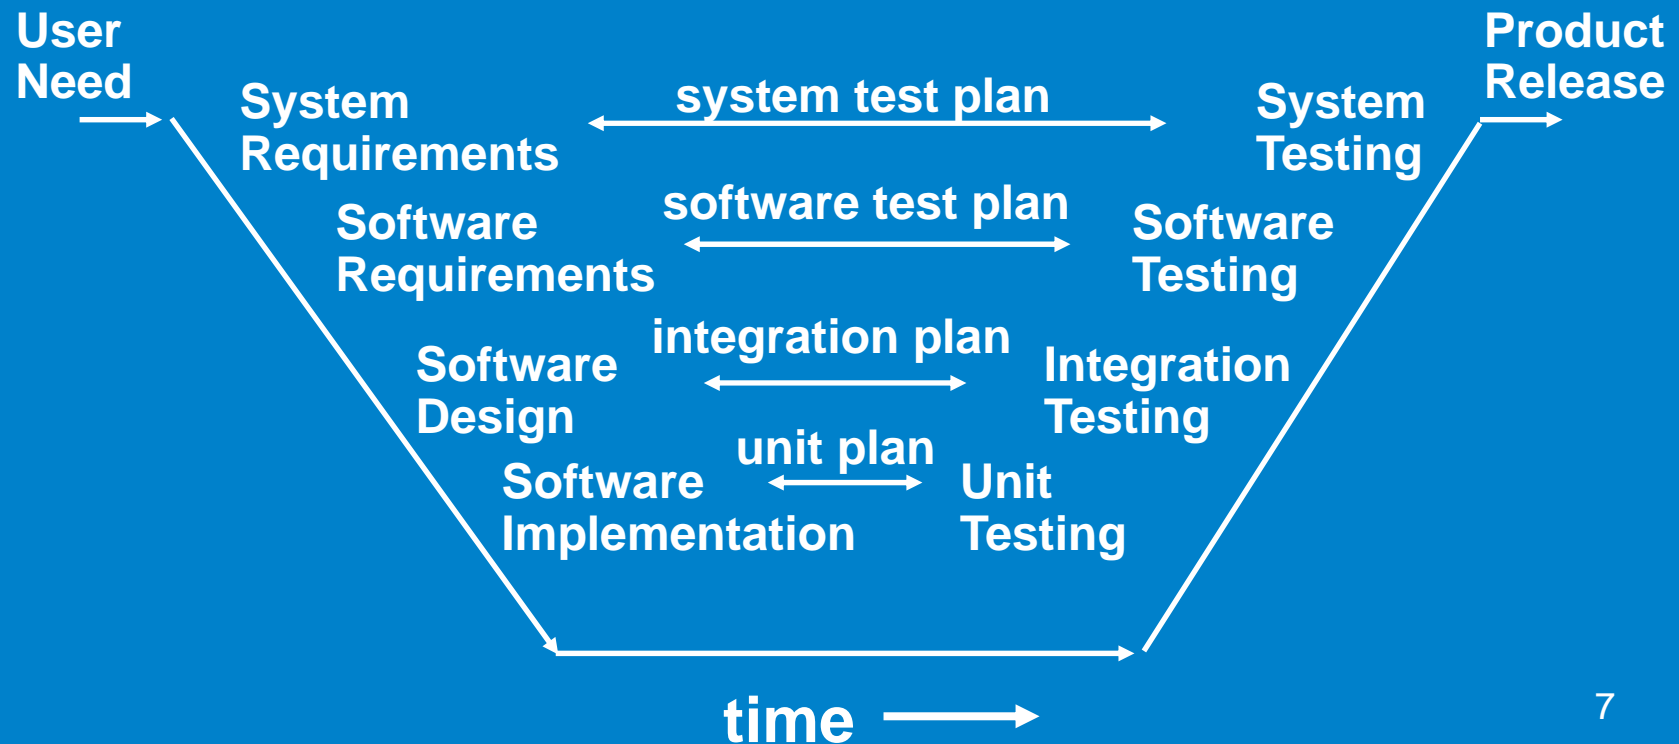 User
Need
Product
Release
System
Requirements
system test plan
System
Testing
Software
Requirements
software test plan
Software
Testing
Software
Design
integration plan
Integration
Testing
Software
Implementation
unit plan
Unit
Testing
time
7